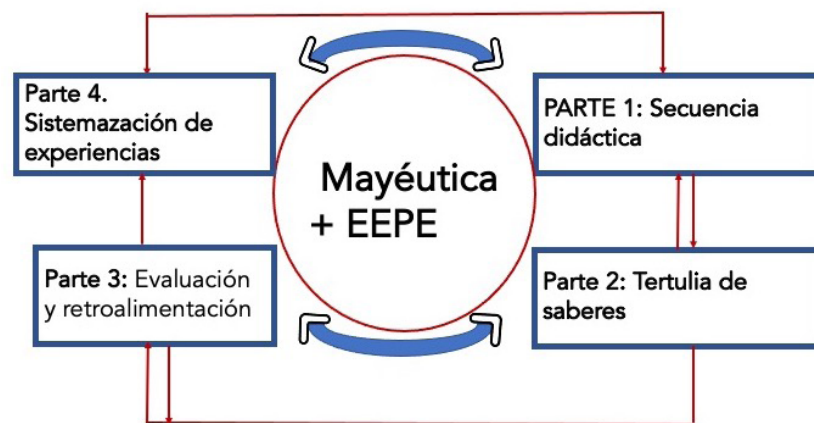 Parte 4.
Sistemazación de
experiencias
PARTE 1: Secuencia
didáctica
Mayéutica
+ EEPE
Parte 3: Evaluación
y retroalimentación
Parte 2: Tertulia de
saberes